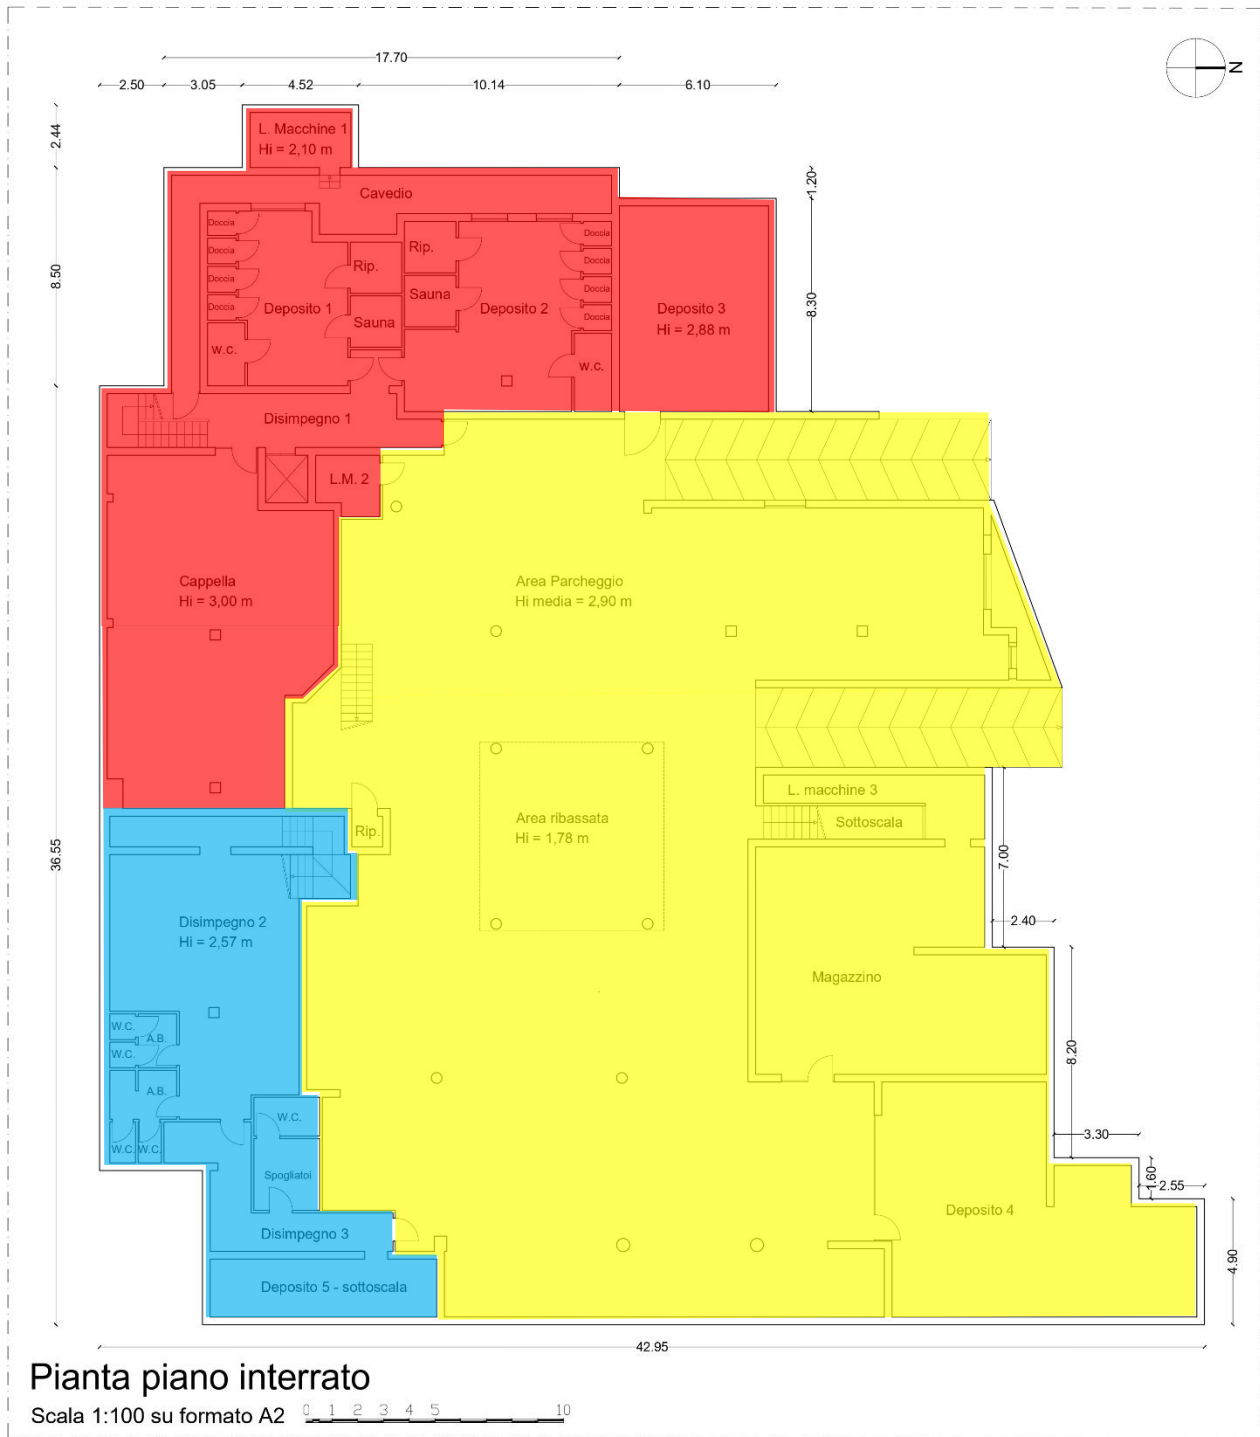 17.70
N
2.50
3.05
4.52
10.14
6.10
2.44
L. Macchine 1
Hi = 2,10 m
Cavedio
1.20
Doccia
Doccia
Doccia
Doccia
Doccia
Doccia
Doccia
Doccia
Rip.
Rip.
Sauna
Sauna
8.50
8.30
Deposito 1
Deposito 2
Deposito 3
Hi = 2,88 m
W.C.
W.C.
Disimpegno 1
L.M. 2
Cappella
Hi = 3,00 m
Area Parcheggio
Hi media = 2,90 m
L. macchine 3
Sottoscala
Area ribassata
Hi = 1,78 m
Rip.
36.55
7.00
2.40
Disimpegno 2
Hi = 2,57 m
Magazzino
W.C.
A.B.
W.C.
8.20
A.B.
W.C.
3.30
W.C.
W.C.
Spogliatoi
1.60
2.55
Deposito 4
Disimpegno 3
4.90
Deposito 5 - sottoscala
42.95
Pianta piano interrato
Scala 1:100 su formato A2
0 1 2 3 4 5 10